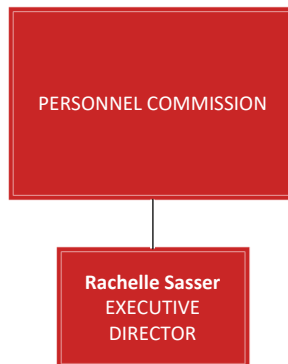 PERSONNEL COMMISSION
Rachelle Sasser
EXECUTIVE
DIRECTOR